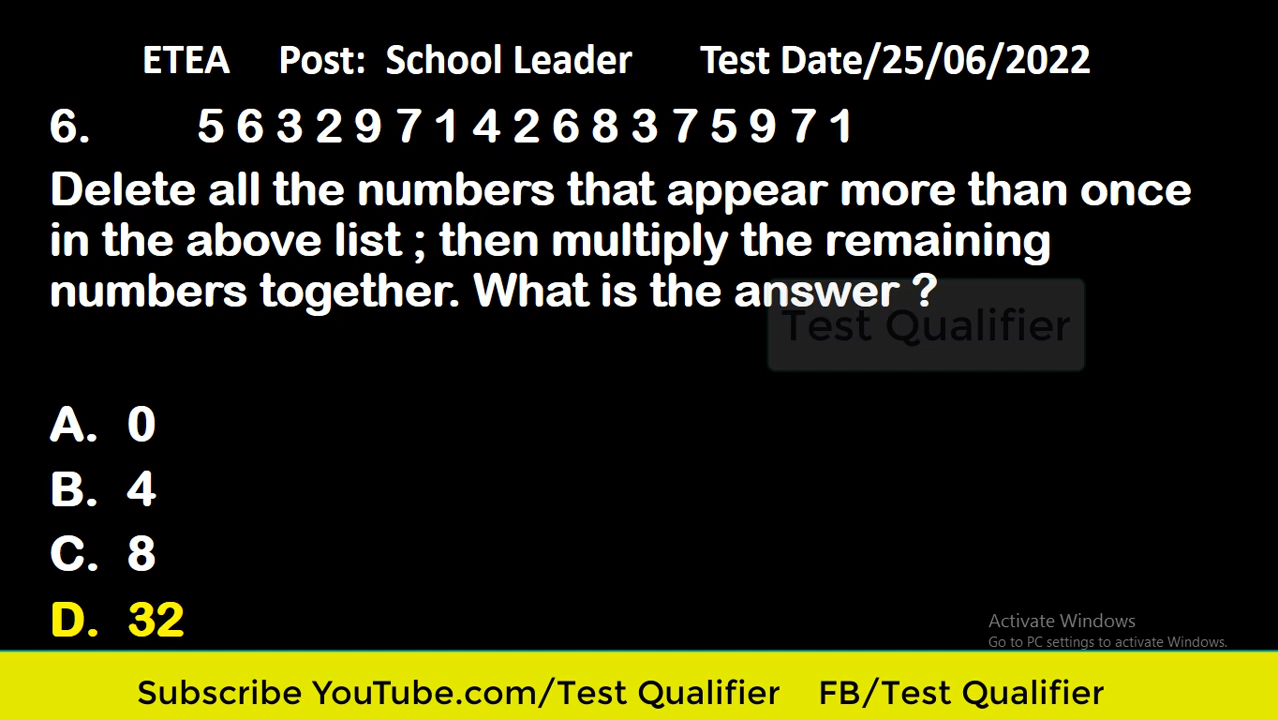 ETEA Post: School Leader Test Date/25/06/2022
6. 5 6 3 2 9 7 1 4 2 6 8 3 7 5 9 7 1
Delete all the numbers that appear more than once
in the above list ; then multiply the remaining
numbers together. What is the answer ?
Test Qualifier
A. 0
B. 4
C. 8
D. 32
Activate Windows
Go to PC settings to activate Windows.
Subscribe YouTube.com/Test Qualifier FB/Test Qualifier